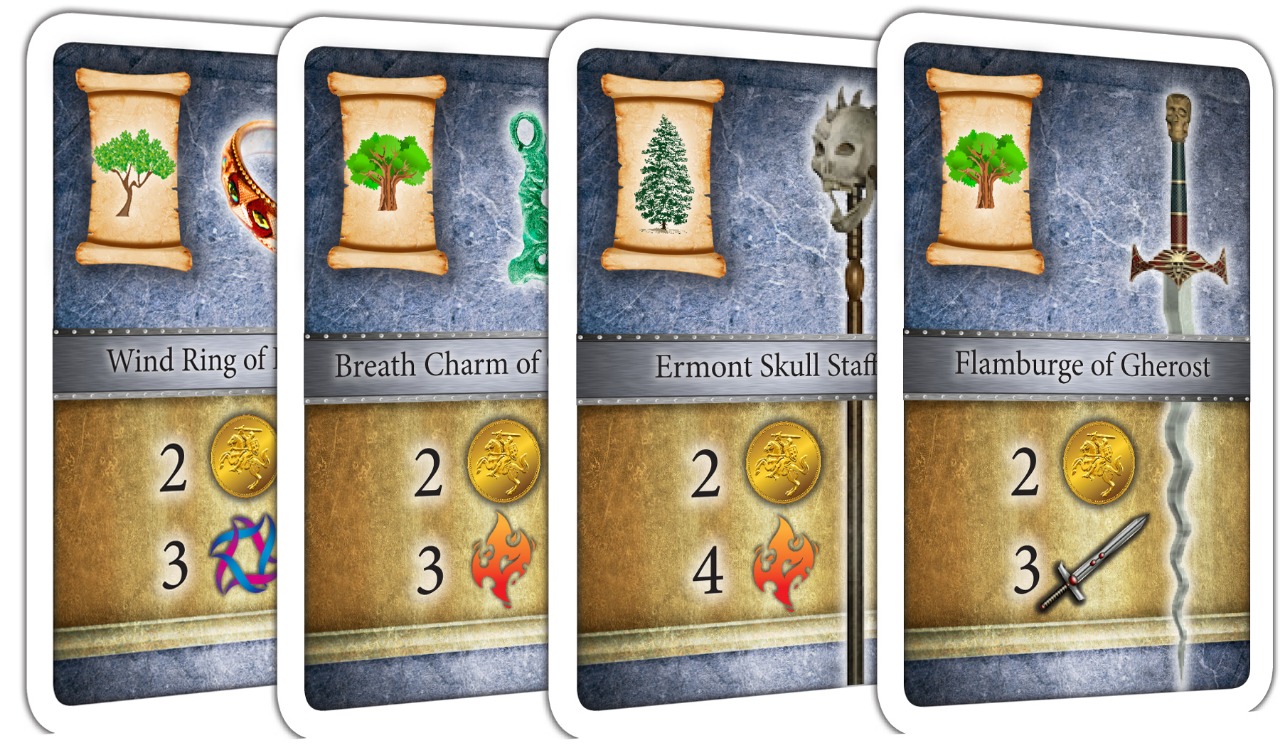 Wind Ring of
2
3
Breath Charm of
2
3
Ermont Skull Staff
2
4
Flamburge of Gherost
2
3